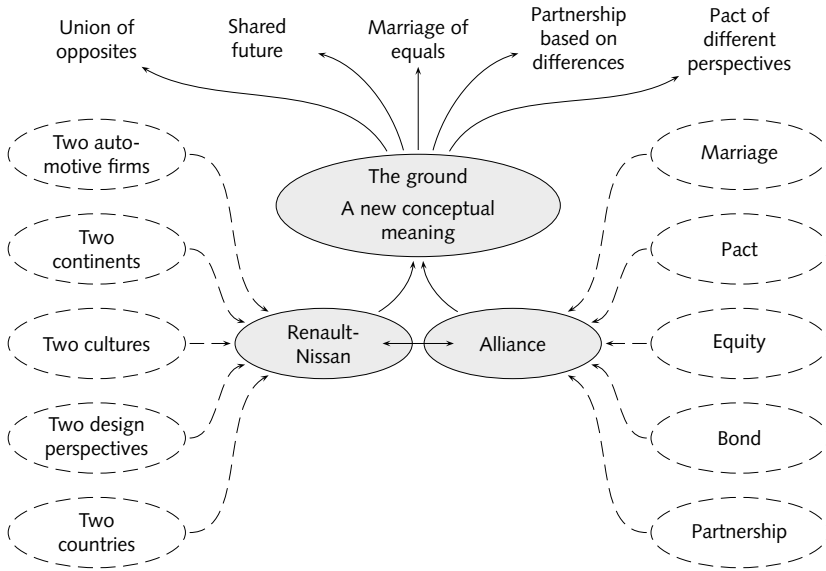 Union of
opposites
Shared
future
Marriage of
equals
Partnership
based on
differences
Pact of
different
perspectives
Two auto-
motive firms
The ground
A new conceptual
meaning
Marriage
Two
continents
Pact
Two cultures
Renault-
Nissan
Alliance
Equity
Two design
perspectives
Bond
Two
countries
Partnership